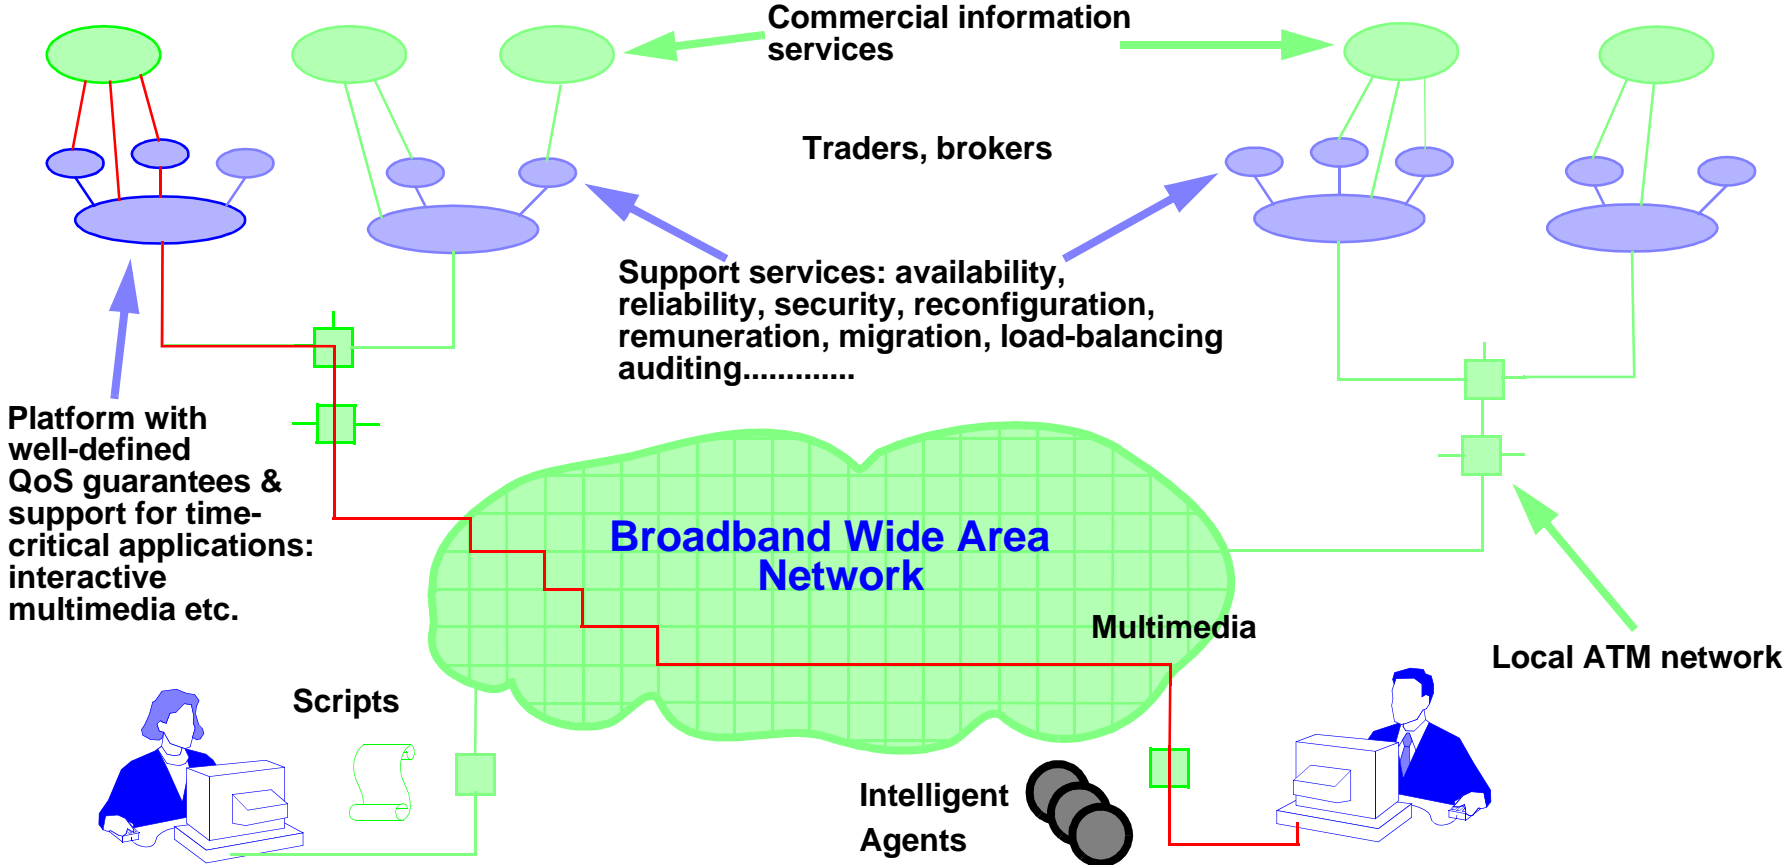 Commercial information
services
Traders, brokers
Support services: availability,
reliability, security, reconfiguration,
remuneration, migration, load-balancing
auditing.............
Platform with
well-defined
QoS guarantees &
support for time-
critical applications:
interactive
multimedia etc.
Broadband Wide Area
Network
Multimedia
Local ATM network
Scripts
Intelligent
Agents